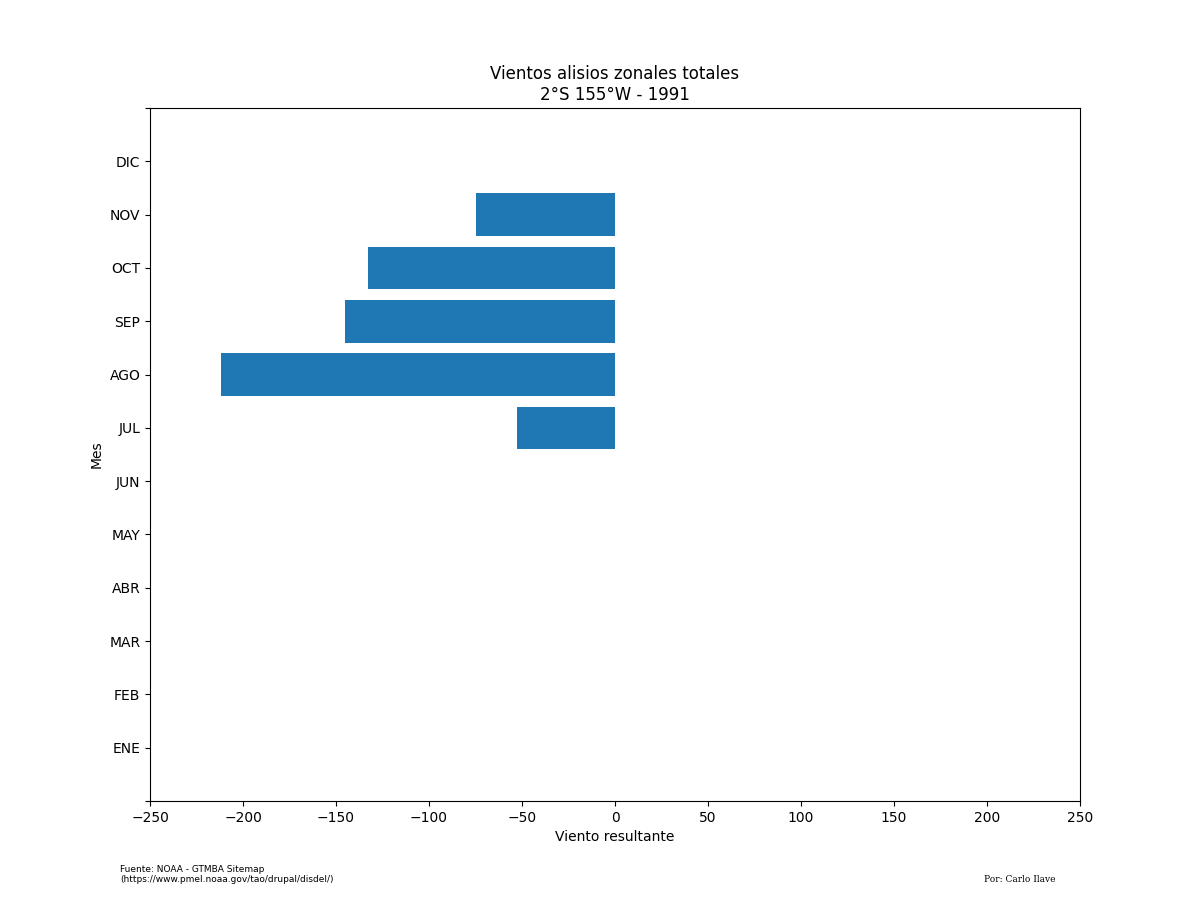 Vientos alisios zonales totales
2°S 155°W - 1991
DIC
NOV
OCT
SEP
AGO
JUL
JUN
MAY
ABR
MAR
FEB
ENE
Mes
−250 −200 −150 −100 −50 0 50 100 150 200 250
Viento resultante
Fuente: NOAA - GTMBA Sitemap
(https://www.pmel.noaa.gov/tao/drupal/disdel/)
Por: Carlo Ilave